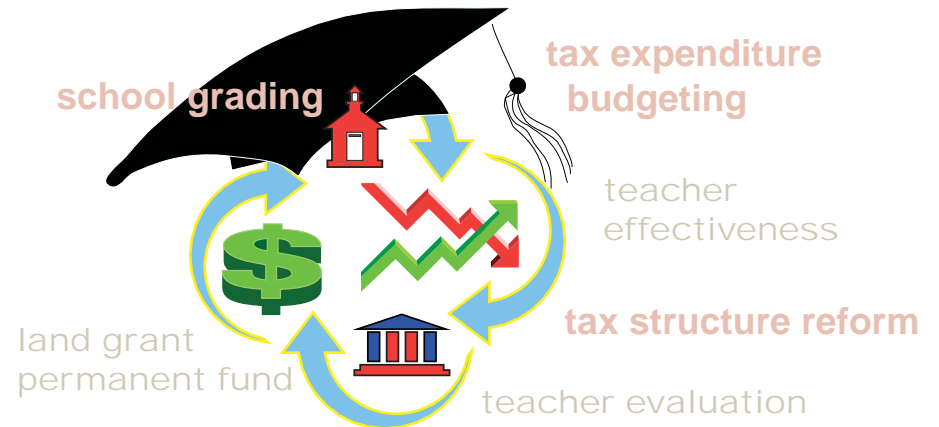 school grading
tax expenditure
budgeting
teacher
effectiveness
tax structure reform
land grant
permanent fund
teacher evaluation